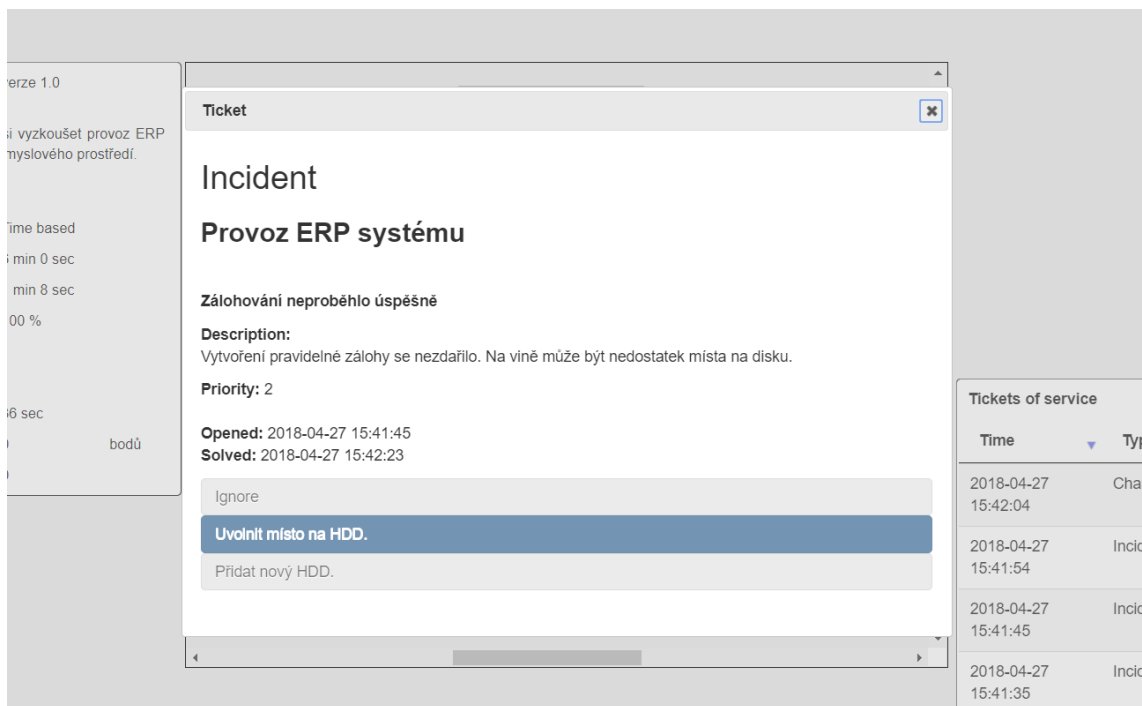 verze 1.0
si vyzkoušet provoz ERP
myslového prostředí.
Time based
min 0 sec
min 8 sec
00 %
36 sec
bodů
Ticket
Incident
Provoz ERP systému
Zálohování neproběhlo úspěšně
Description:
Vytvoření pravidelné zálohy se nezdařilo. Na vině může být nedostatek místa na disku.
Priority: 2
Opened: 2018-04-27 15:41:45
Solved: 2018-04-27 15:42:23
Ignore
Uvolnit místo na HDD.
Přidat nový HDD.
Tickets of service
Time Typ
2018-04-27 Cha
15:42:04
2018-04-27 Incid
15:41:54
2018-04-27 Incid
15:41:45
2018-04-27 Incid
15:41:35